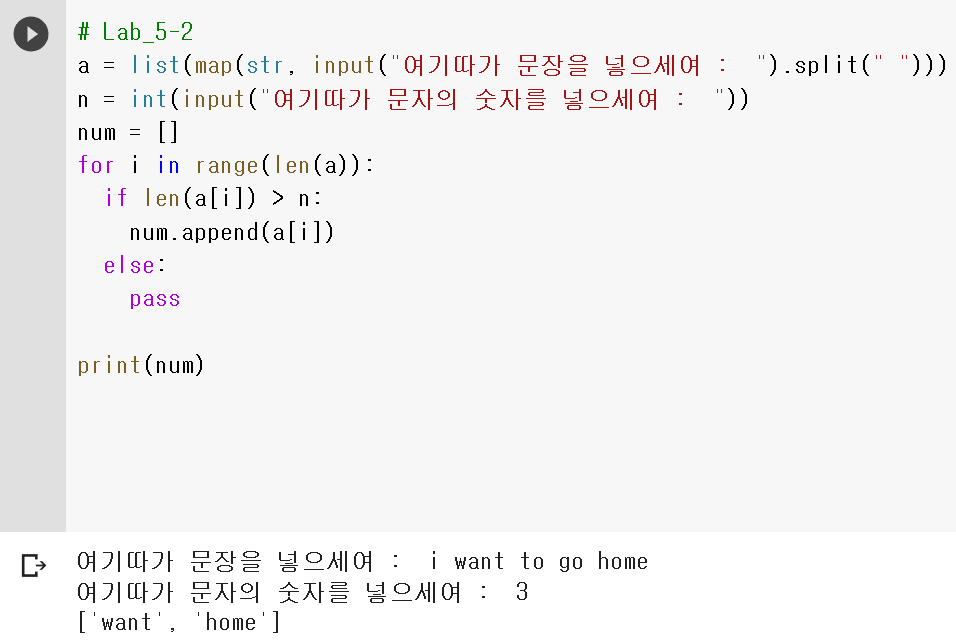 # Lab_5-2
a = list(map(str, input("여기따가 문장을 넣으세여 :  ").split(" ")))
n = int(input("여기따가 문자의 숫자를 넣으세여 :  "))
num = []
for i in range(len(a)):
  if len(a[i]) > n:
    num.append(a[i])
  else:
    pass
print(num)
여기따가 문장을 넣으세여 :  i want to go home
여기따가 문자의 숫자를 넣으세여 :  3
['want', 'home']